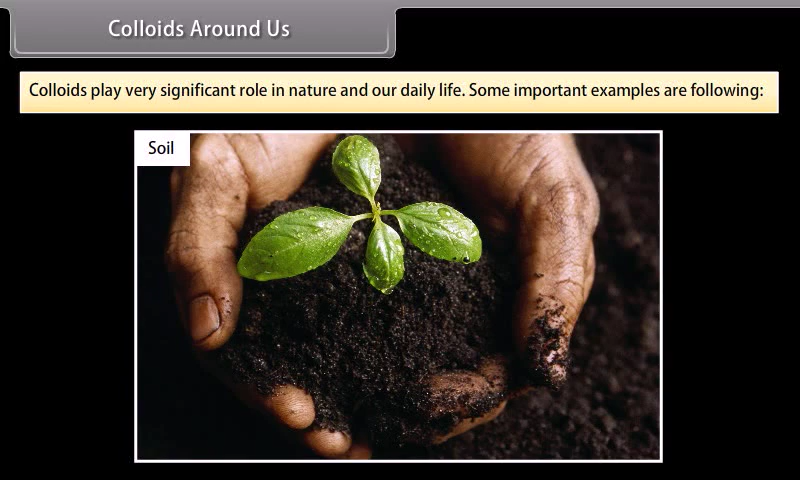 Colloids Around Us
Colloids play very significant role in nature and our daily life. Some important examples are following:
Soil